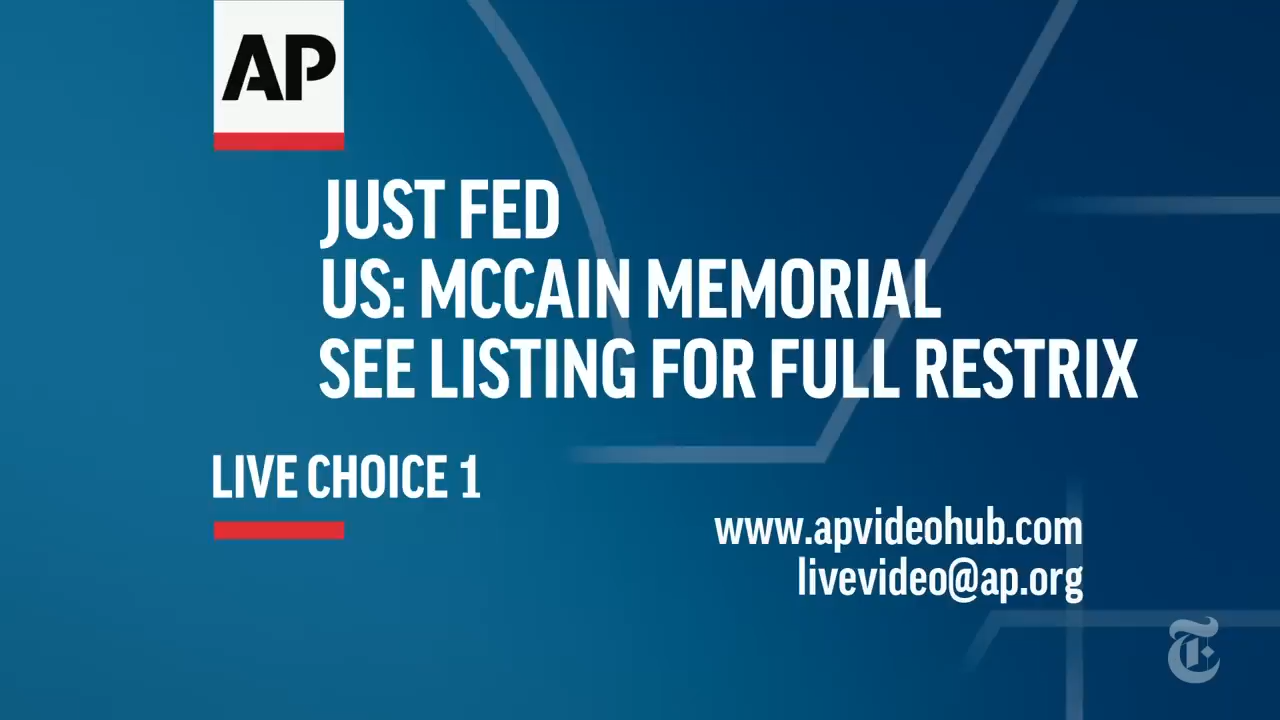 AP
JUST FED
US: MCCAIN MEMORIAL
SEE LISTING FOR FULL RESTRIX
LIVE CHOICE 1
www.apvideohub.com
livevideo@ap.org
T